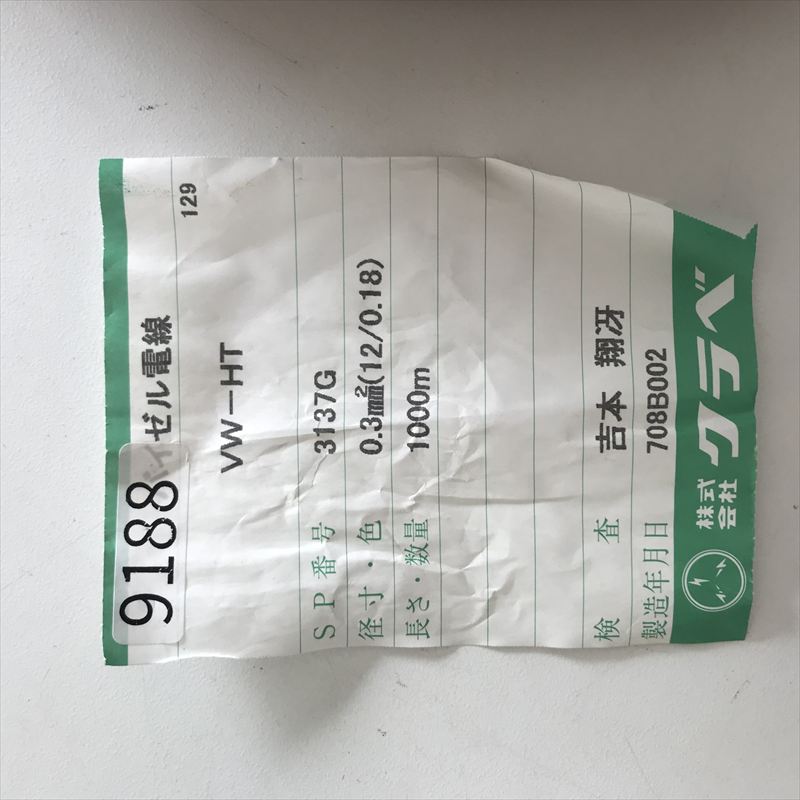 9188
イゼル電線
129
VW-HT
SP番号 3137G
径寸・色 0.3mm²(12/0.18)
長さ・数量 1000m
検査 吉本 翔冴
製造年月日 708B002
株式会社 クラベ